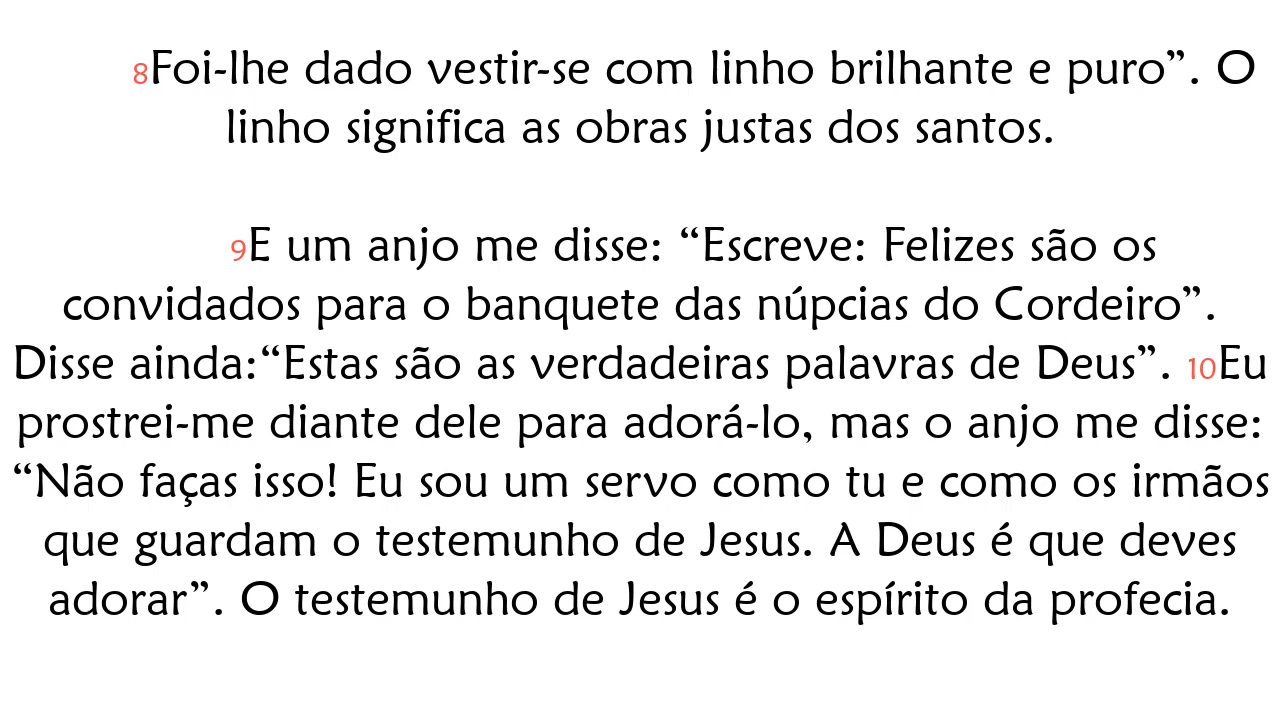 8Foi-lhe dado vestir-se com linho brilhante e puro”. O
linho significa as obras justas dos santos.
9E um anjo me disse: “Escreve: Felizes são os
convidados para o banquete das núpcias do Cordeiro”.
Disse ainda:“Estas são as verdadeiras palavras de Deus”. 10Eu
prostrei-me diante dele para adorá-lo, mas o anjo me disse:
“Não faças isso! Eu sou um servo como tu e como os irmãos
que guardam o testemunho de Jesus. A Deus é que deves
adorar”. O testemunho de Jesus é o espírito da profecia.